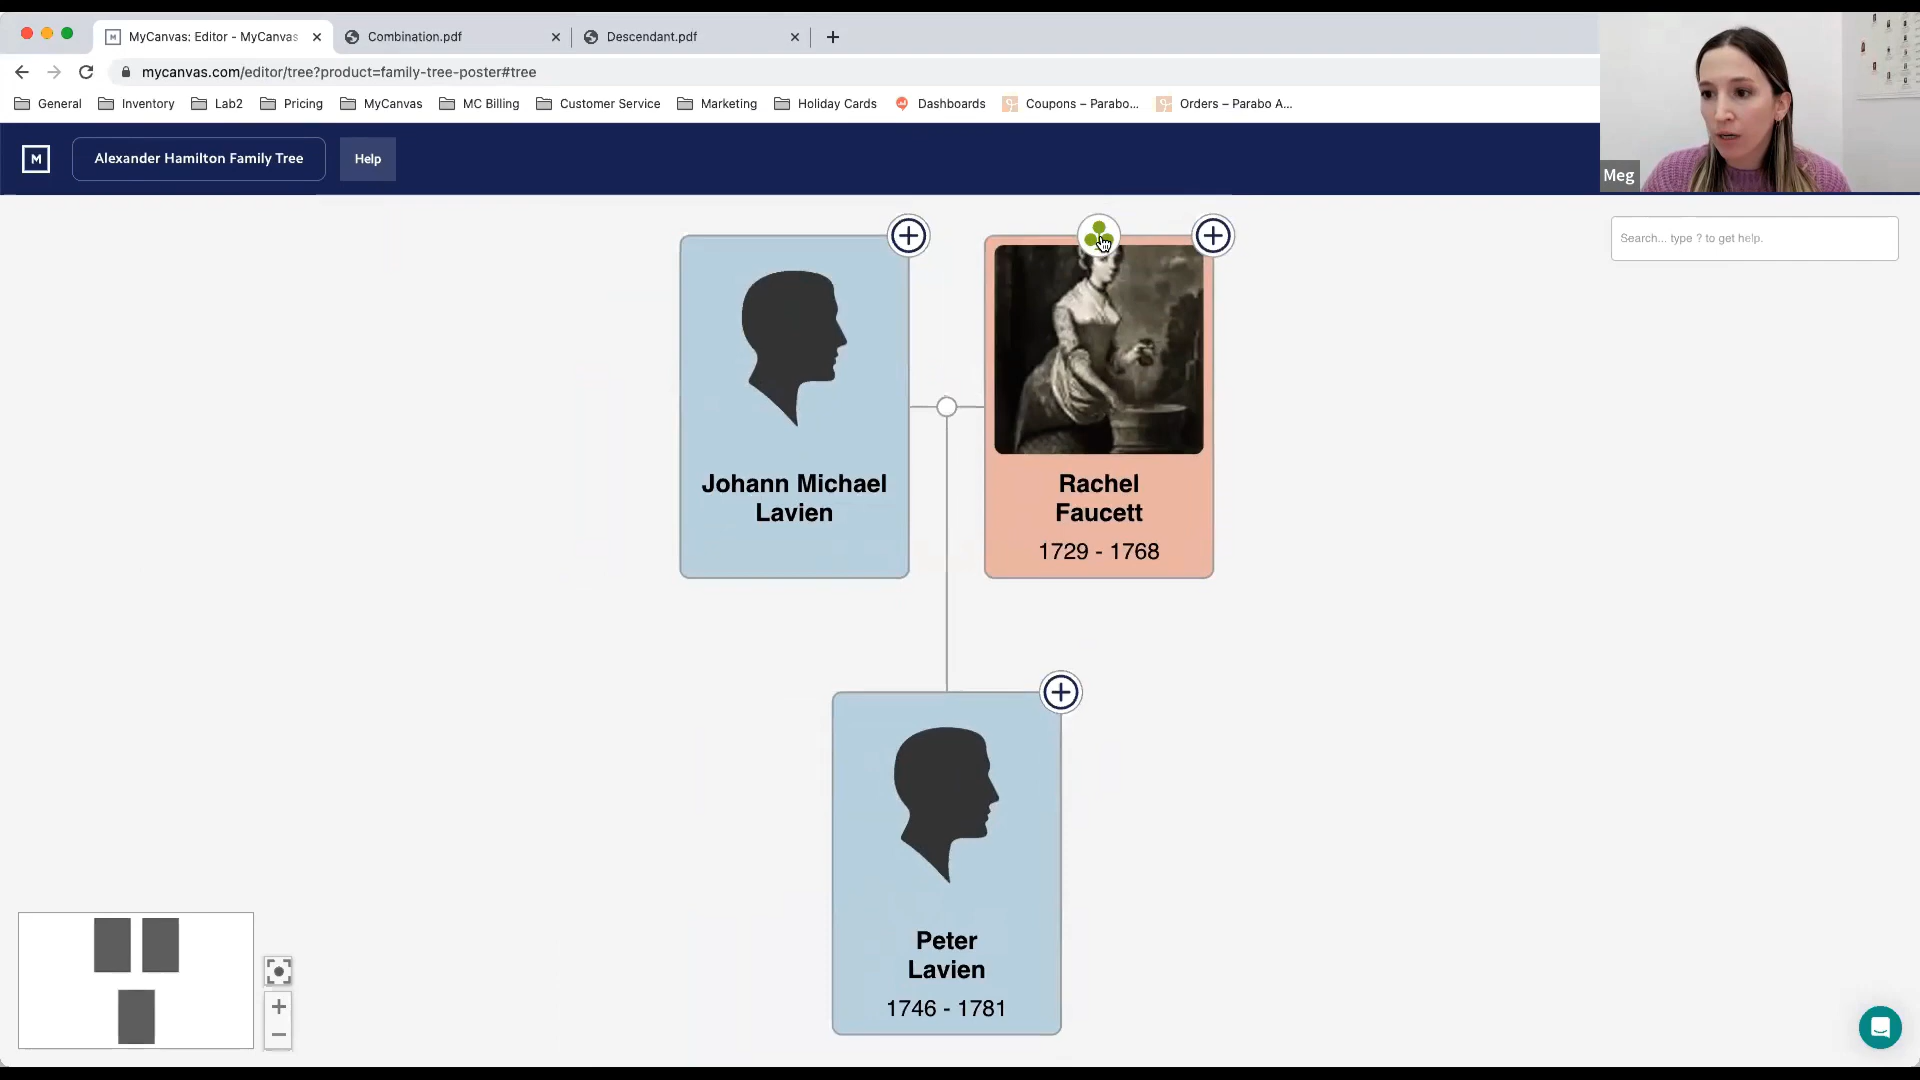 MyCanvas: Editor - MyCanvas
Combination.pdf
Descendant.pdf
mycanvas.com/editor/tree?product=family-tree-poster#tree
General
Inventory
Lab2
Pricing
MyCanvas
MC Billing
Customer Service
Marketing
Holiday Cards
Dashboards
Coupons – Parabo...
Orders – Parabo A...
M
Alexander Hamilton Family Tree
Help
Meg
Search... type ? to get help.
Johann Michael
Lavien
Rachel
Faucett
1729 - 1768
Peter
Lavien
1746 - 1781